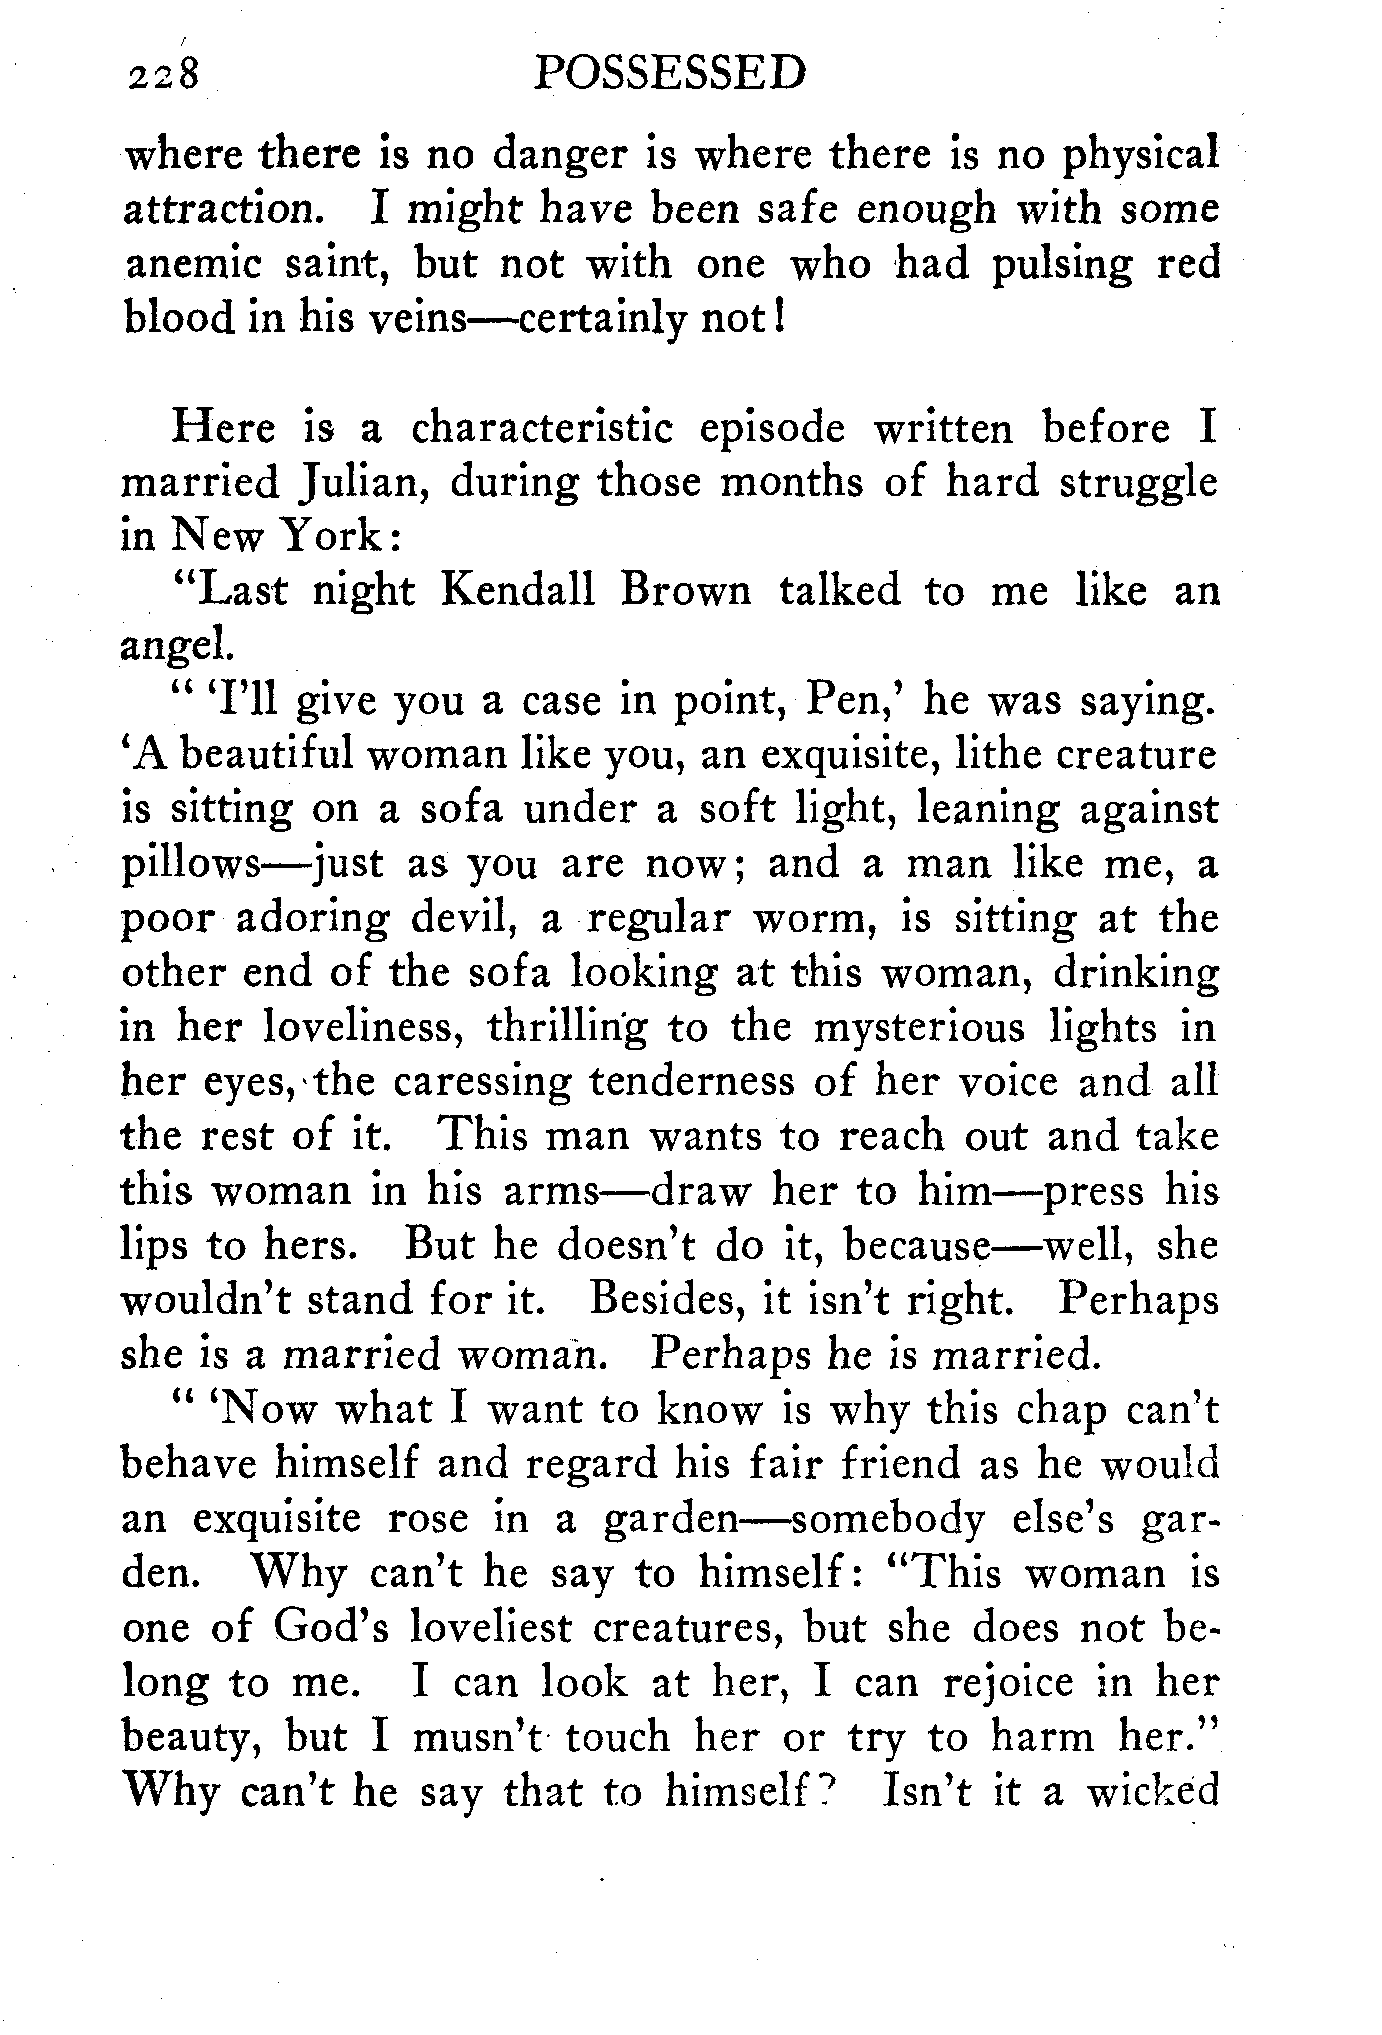 228 POSSESSED
where there is no danger is where there is no physical
attraction. I might have been safe enough with some
anemic saint, but not with one who had pulsing red
blood in his veins—certainly not!
Here is a characteristic episode written before I
married Julian, during those months of hard struggle
in New York:
“Last night Kendall Brown talked to me like an
angel.
“ ‘I’ll give you a case in point, Pen,’ he was saying.
‘A beautiful woman like you, an exquisite, lithe creature
is sitting on a sofa under a soft light, leaning against
pillows—just as you are now; and a man like me, a
poor adoring devil, a regular worm, is sitting at the
other end of the sofa looking at this woman, drinking
in her loveliness, thrilling to the mysterious lights in
her eyes, the caressing tenderness of her voice and all
the rest of it. This man wants to reach out and take
this woman in his arms—draw her to him—press his
lips to hers. But he doesn’t do it, because—well, she
wouldn’t stand for it. Besides, it isn’t right. Perhaps
she is a married woman. Perhaps he is married.
“ ‘Now what I want to know is why this chap can’t
behave himself and regard his fair friend as he would
an exquisite rose in a garden—somebody else’s gar-
den. Why can’t he say to himself: “This woman is
one of God’s loveliest creatures, but she does not be-
long to me. I can look at her, I can rejoice in her
beauty, but I musn’t touch her or try to harm her.”
Why can’t he say that to himself? Isn’t it a wicked